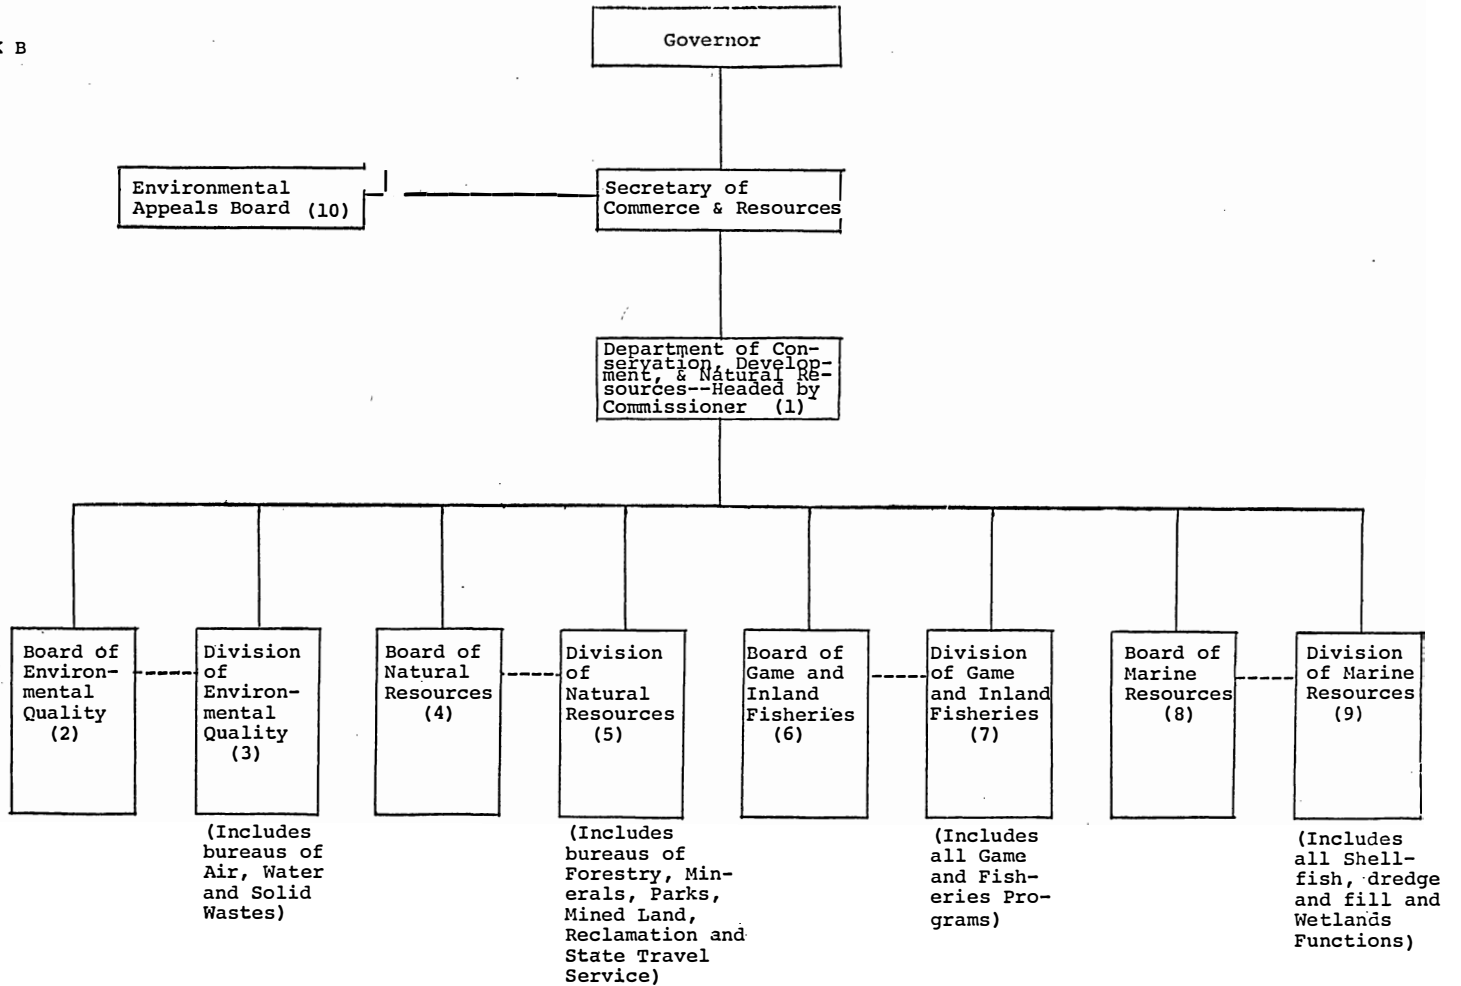 B
Governor
Environmental
Appeals Board (10)
Secretary of
Commerce & Resources
Department of Con-
servation, Develop-
ment, & Natural Re-
sources--Headed by
Commissioner (1)
Board of
Environ-
mental
Quality
(2)
Division
of
Environ-
mental
Quality
(3)
(Includes
bureaus of
Air, Water
and Solid
Wastes)
Board of
Natural
Resources
(4)
Division
of
Natural
Resources
(5)
(Includes
bureaus of
Forestry, Min-
erals, Parks,
Mined Land,
Reclamation and
State Travel
Service)
Board of
Game and
Inland
Fisheries
(6)
Division
of Game
and Inland
Fisheries
(7)
(Includes
all Game
and Fish-
eries Pro-
grams)
Board of
Marine
Resources
(8)
Division
of Marine
Resources
(9)
(Includes
all Shell-
fish, dredge
and fill and
Wetlands
Functions)